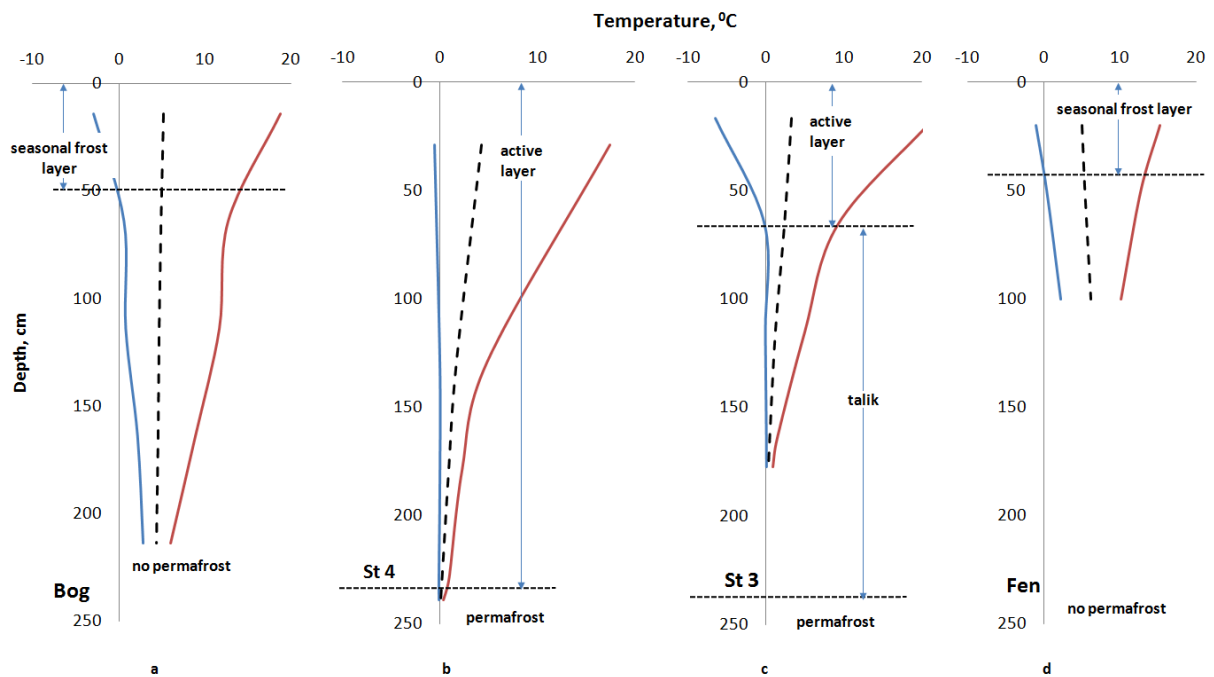 Temperature, ⁰C
-10 0 10 20
-10 0 10 20
-10 0 10 20
-10 0 10 20
Depth, cm
0
50
100
150
200
250
seasonal frost
layer
no permafrost
Bog
a
0
50
100
150
200
250
active
layer
St 4
permafrost
b
0
50
100
150
200
250
active
layer
talik
St 3
permafrost
c
0
50
100
150
200
250
seasonal frost layer
Fen
no permafrost
d